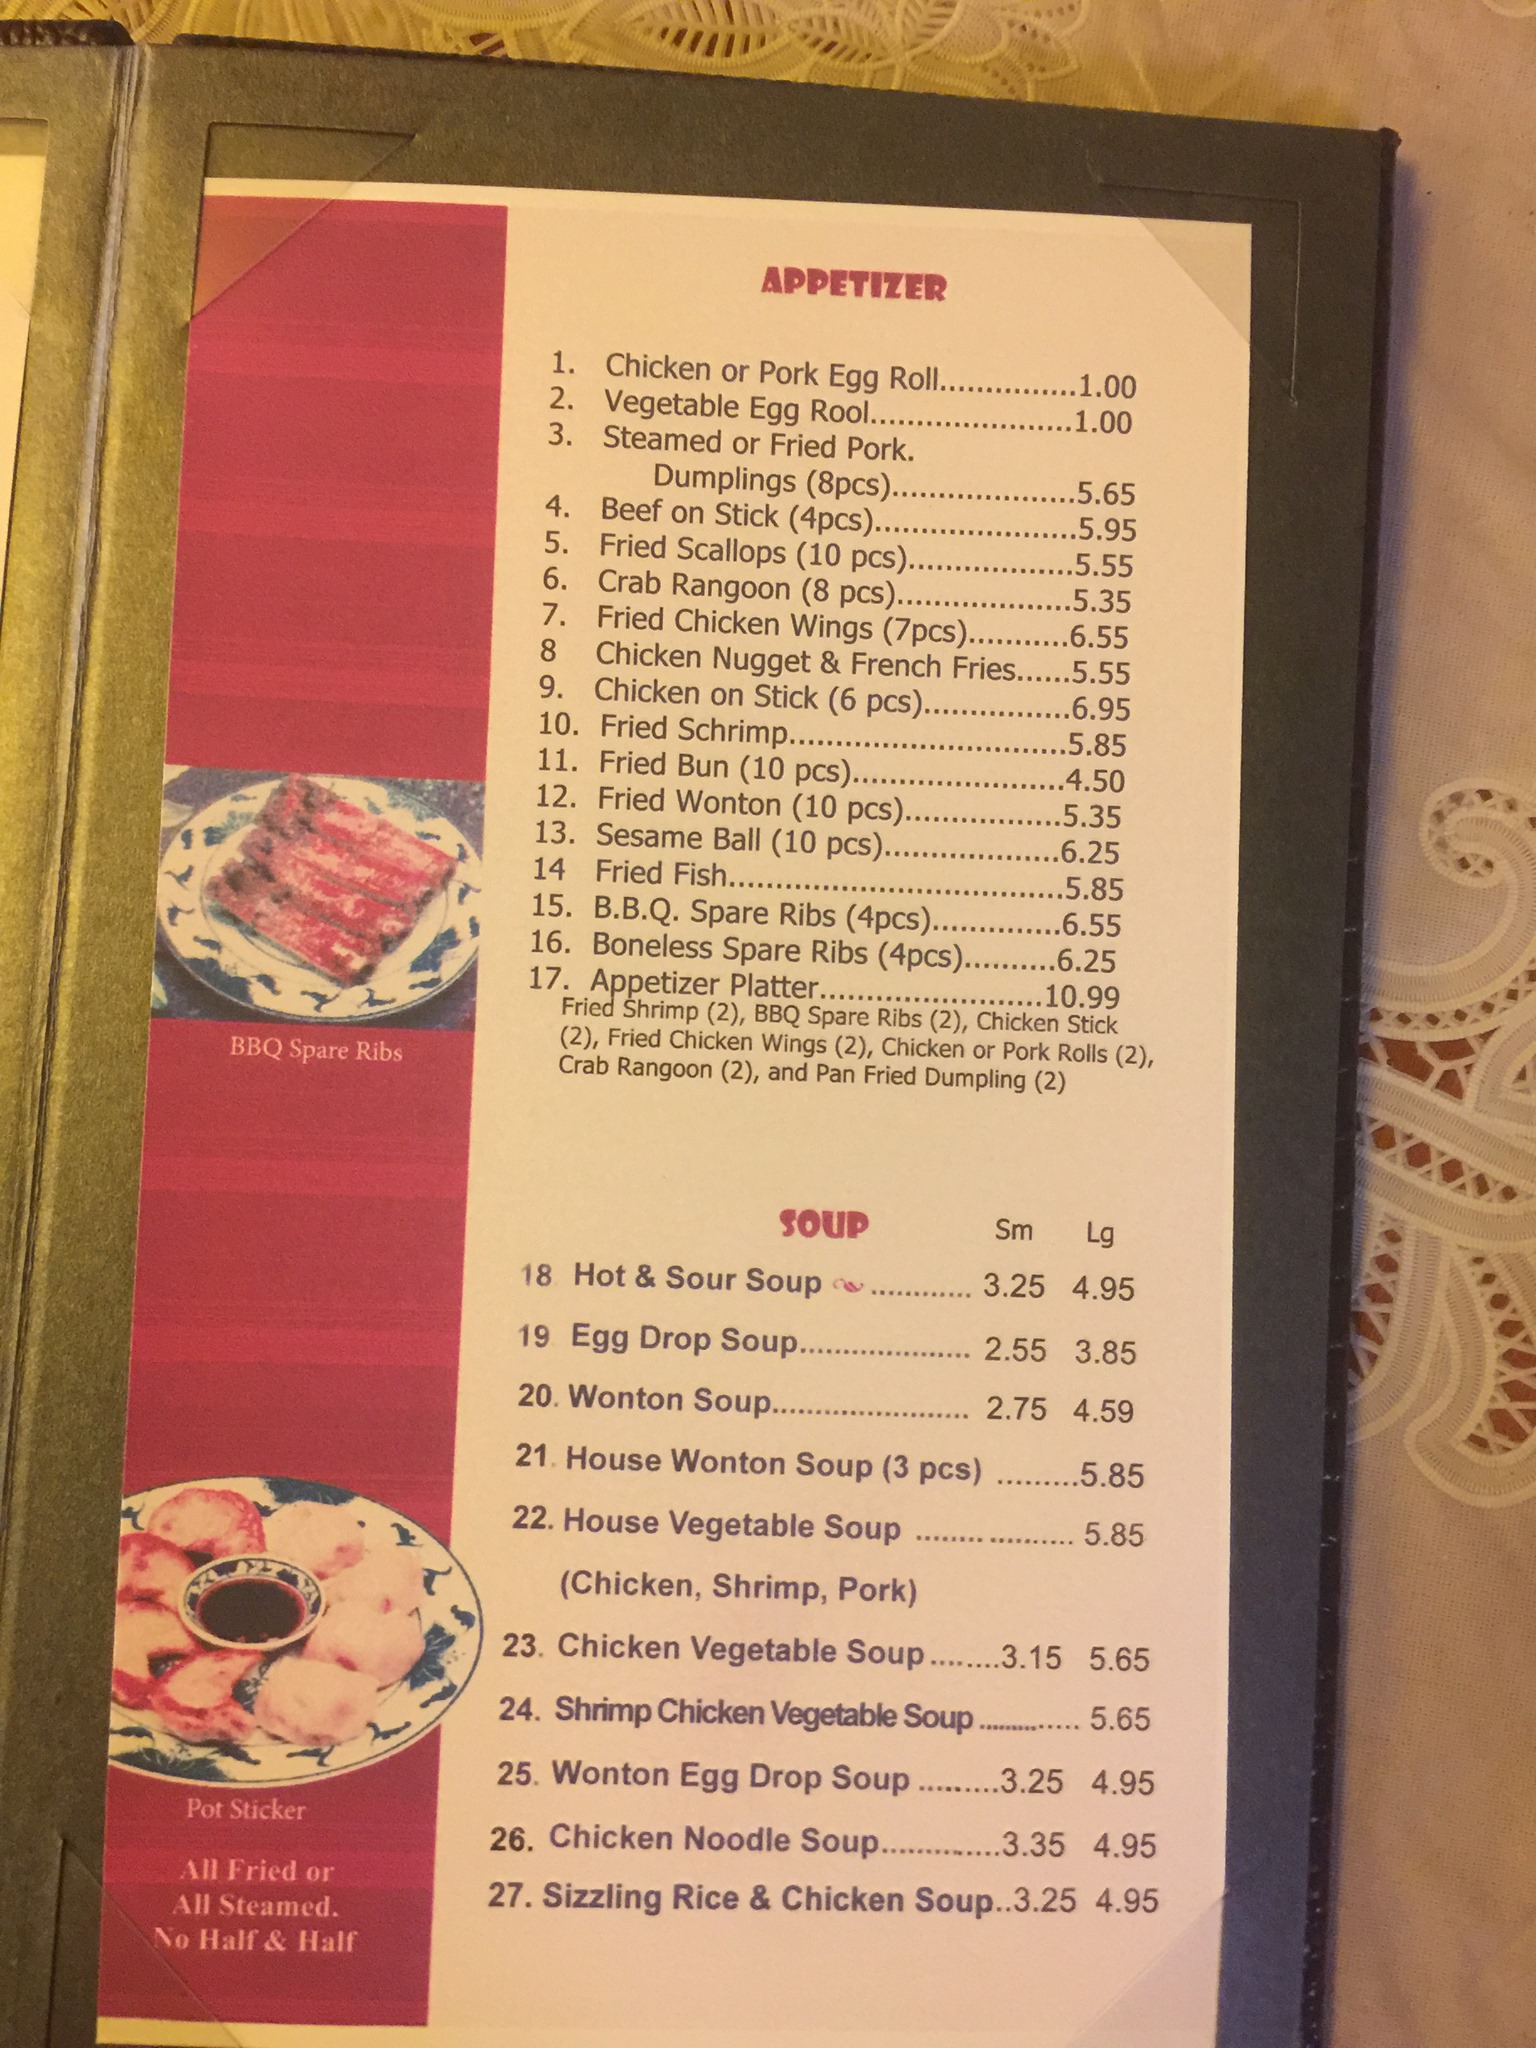 APPETIZER
1. Chicken or Pork Egg Roll...............1.00
2. Vegetable Egg Rool......................1.00
3. Steamed or Fried Pork.
Dumplings (8pcs)....................5.65
4. Beef on Stick (4pcs)......................5.95
5. Fried Scallops (10 pcs)..................5.55
6. Crab Rangoon (8 pcs)...................5.35
7. Fried Chicken Wings (7pcs)...........6.55
8 Chicken Nugget & French Fries......5.55
9. Chicken on Stick (6 pcs)................6.95
10. Fried Schrimp..............................5.85
11. Fried Bun (10 pcs).......................4.50
12. Fried Wonton (10 pcs).................5.35
13. Sesame Ball (10 pcs)...................6.25
14 Fried Fish....................................5.85
15. B.B.Q. Spare Ribs (4pcs)..............6.55
16. Boneless Spare Ribs (4pcs)..........6.25
17. Appetizer Platter........................10.99
Fried Shrimp (2), BBQ Spare Ribs (2), Chicken Stick
(2), Fried Chicken Wings (2), Chicken or Pork Rolls (2),
Crab Rangoon (2), and Pan Fried Dumpling (2)
SOUP Sm Lg
18 Hot & Sour Soup ............ 3.25 4.95
19 Egg Drop Soup.................... 2.55 3.85
20. Wonton Soup....................... 2.75 4.59
21. House Wonton Soup (3 pcs) .........5.85
22. House Vegetable Soup .................. 5.85
(Chicken, Shrimp, Pork)
23. Chicken Vegetable Soup ........3.15 5.65
24. Shrimp Chicken Vegetable Soup .............. 5.65
25. Wonton Egg Drop Soup .........3.25 4.95
26. Chicken Noodle Soup.............3.35 4.95
27. Sizzling Rice & Chicken Soup..3.25 4.95
BBQ Spare Ribs
Pot Sticker
All Fried or
All Steamed.
No Half & Half